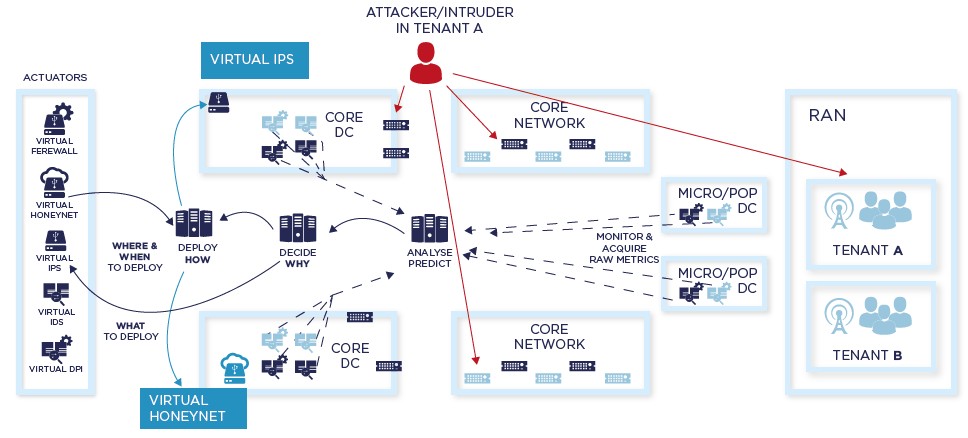 ATTACKER/INTRUDER
IN TENANT A
VIRTUAL IPS
ACTUATORS
VIRTUAL
FEREWALL
VIRTUAL
HONEYNET
VIRTUAL
IPS
VIRTUAL
IDS
VIRTUAL DPI
CORE
DC
CORE
NETWORK
RAN
TENANT A
TENANT B
MICRO/POP
DC
MICRO/POP
DC
MONITOR &
ACQUIRE
RAW METRICS
ANALYSE
PREDICT
DECIDE
WHY
DEPLOY
HOW
WHERE &
WHEN
TO DEPLOY
WHAT
TO DEPLOY
CORE
DC
CORE
NETWORK
VIRTUAL
HONEYNET